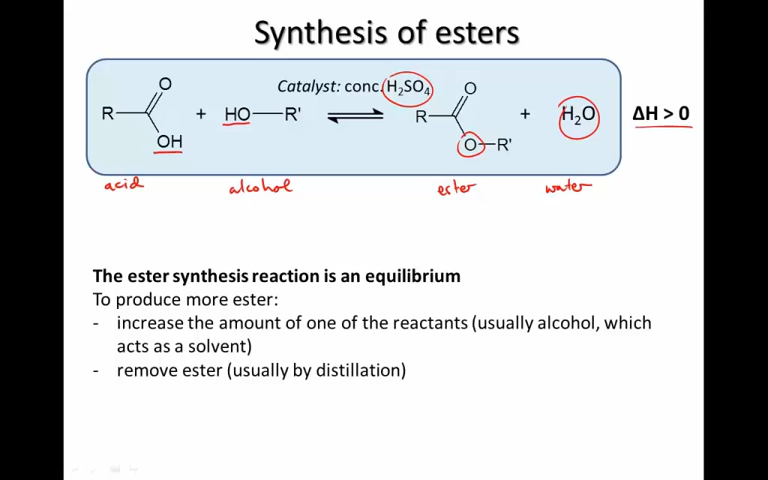 Synthesis of esters
Catalyst: conc. H₂SO₄
R O OH + HO R' R O O R' + H₂O ΔH > 0
acid alcohol ester water
The ester synthesis reaction is an equilibrium
To produce more ester:
- increase the amount of one of the reactants (usually alcohol, which
acts as a solvent)
- remove ester (usually by distillation)